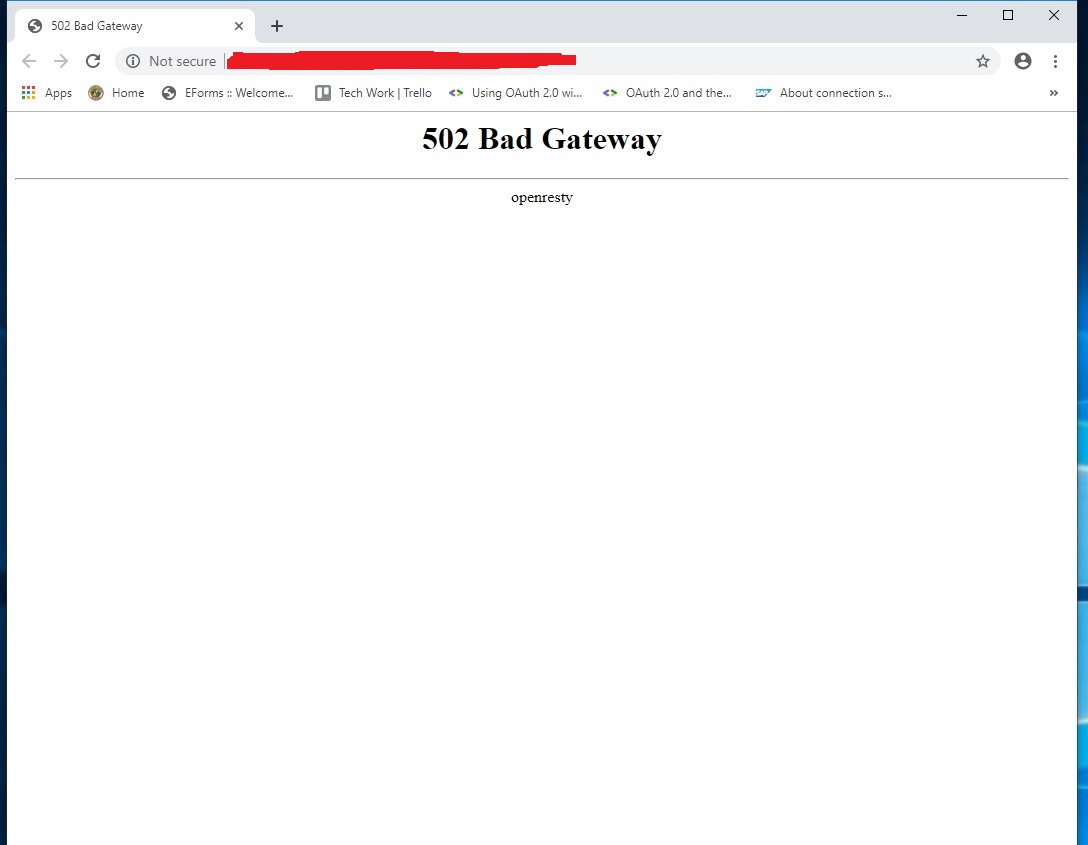 502 Bad Gateway
Not secure
Apps Home EForms :: Welcome... Tech Work | Trello Using OAuth 2.0 wi... OAuth 2.0 and the... SAP About connection s... »
502 Bad Gateway
openresty